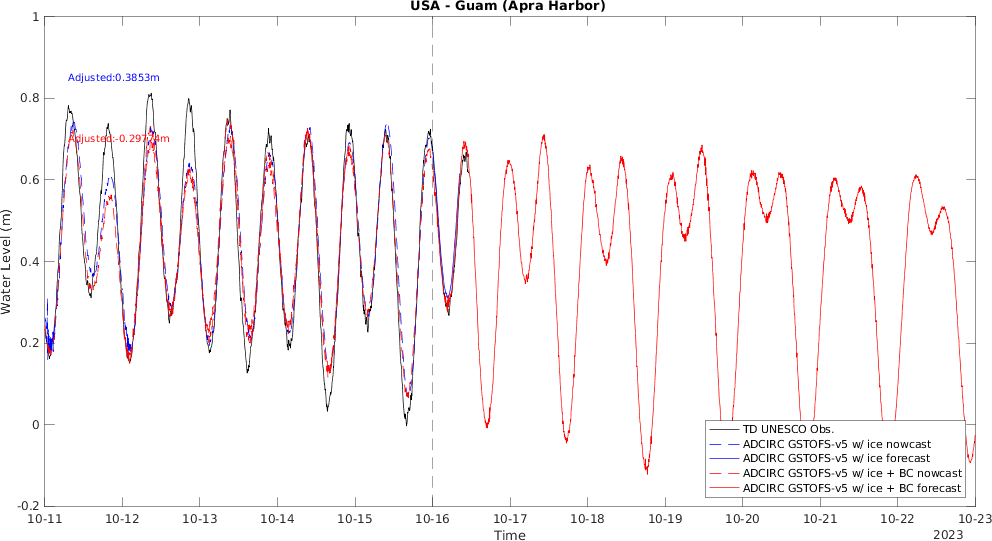 USA - Guam (Apra Harbor)
1
0.8
0.6
0.4
0.2
0
-0.2
Water Level (m)
Adjusted:0.3853m
TD UNESCO Obs.
ADCIRC GSTOFS-v5 w/ ice nowcast
ADCIRC GSTOFS-v5 w/ ice forecast
ADCIRC GSTOFS-v5 w/ ice + BC nowcast
ADCIRC GSTOFS-v5 w/ ice + BC forecast
10-11 10-12 10-13 10-14 10-15 10-16 10-17 10-18 10-19 10-20 10-21 10-22 10-23
Time
2023